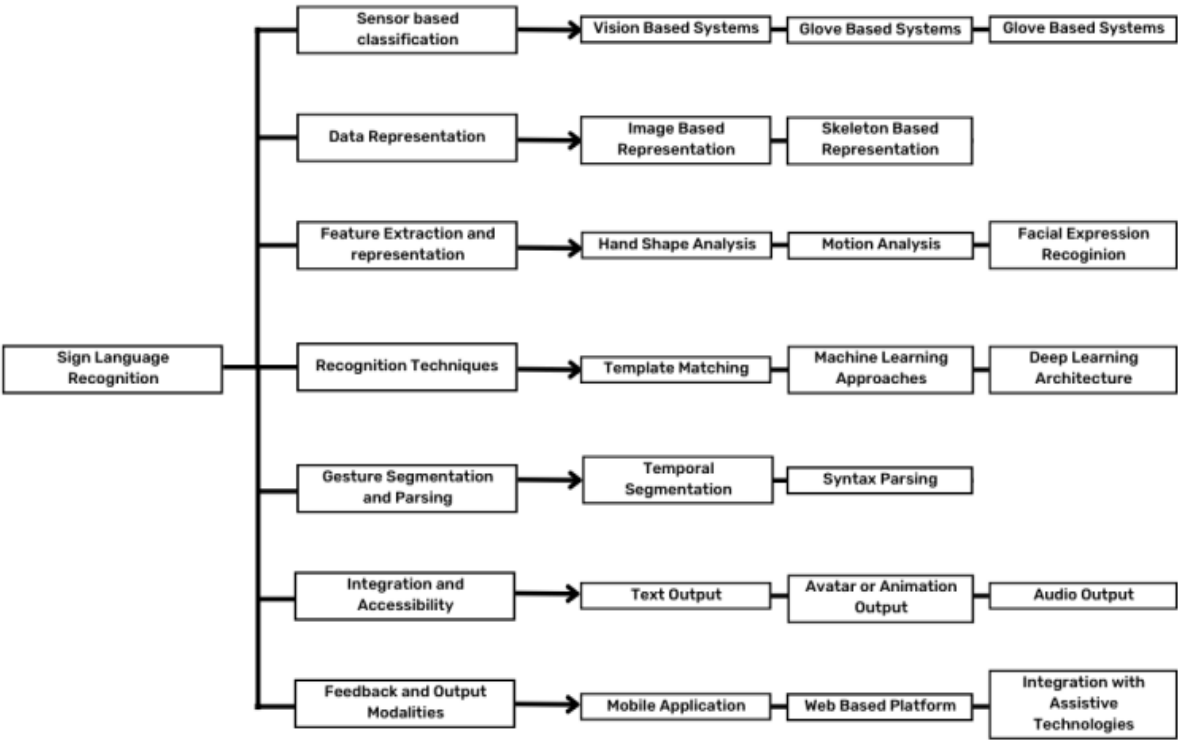 Sensor based
classification
Vision Based Systems
Glove Based Systems
Glove Based Systems
Data Representation
Image Based
Representation
Skeleton Based
Representation
Feature Extraction and
representation
Hand Shape Analysis
Motion Analysis
Facial Expression
Recoginion
Sign Language
Recognition
Recognition Techniques
Template Matching
Machine Learning
Approaches
Deep Learning
Architecture
Gesture Segmentation
and Parsing
Temporal
Segmentation
Syntax Parsing
Integration and
Accessibility
Text Output
Avatar or Animation
Output
Audio Output
Feedback and Output
Modalities
Mobile Application
Web Based Platform
Integration with
Assistive
Technologies